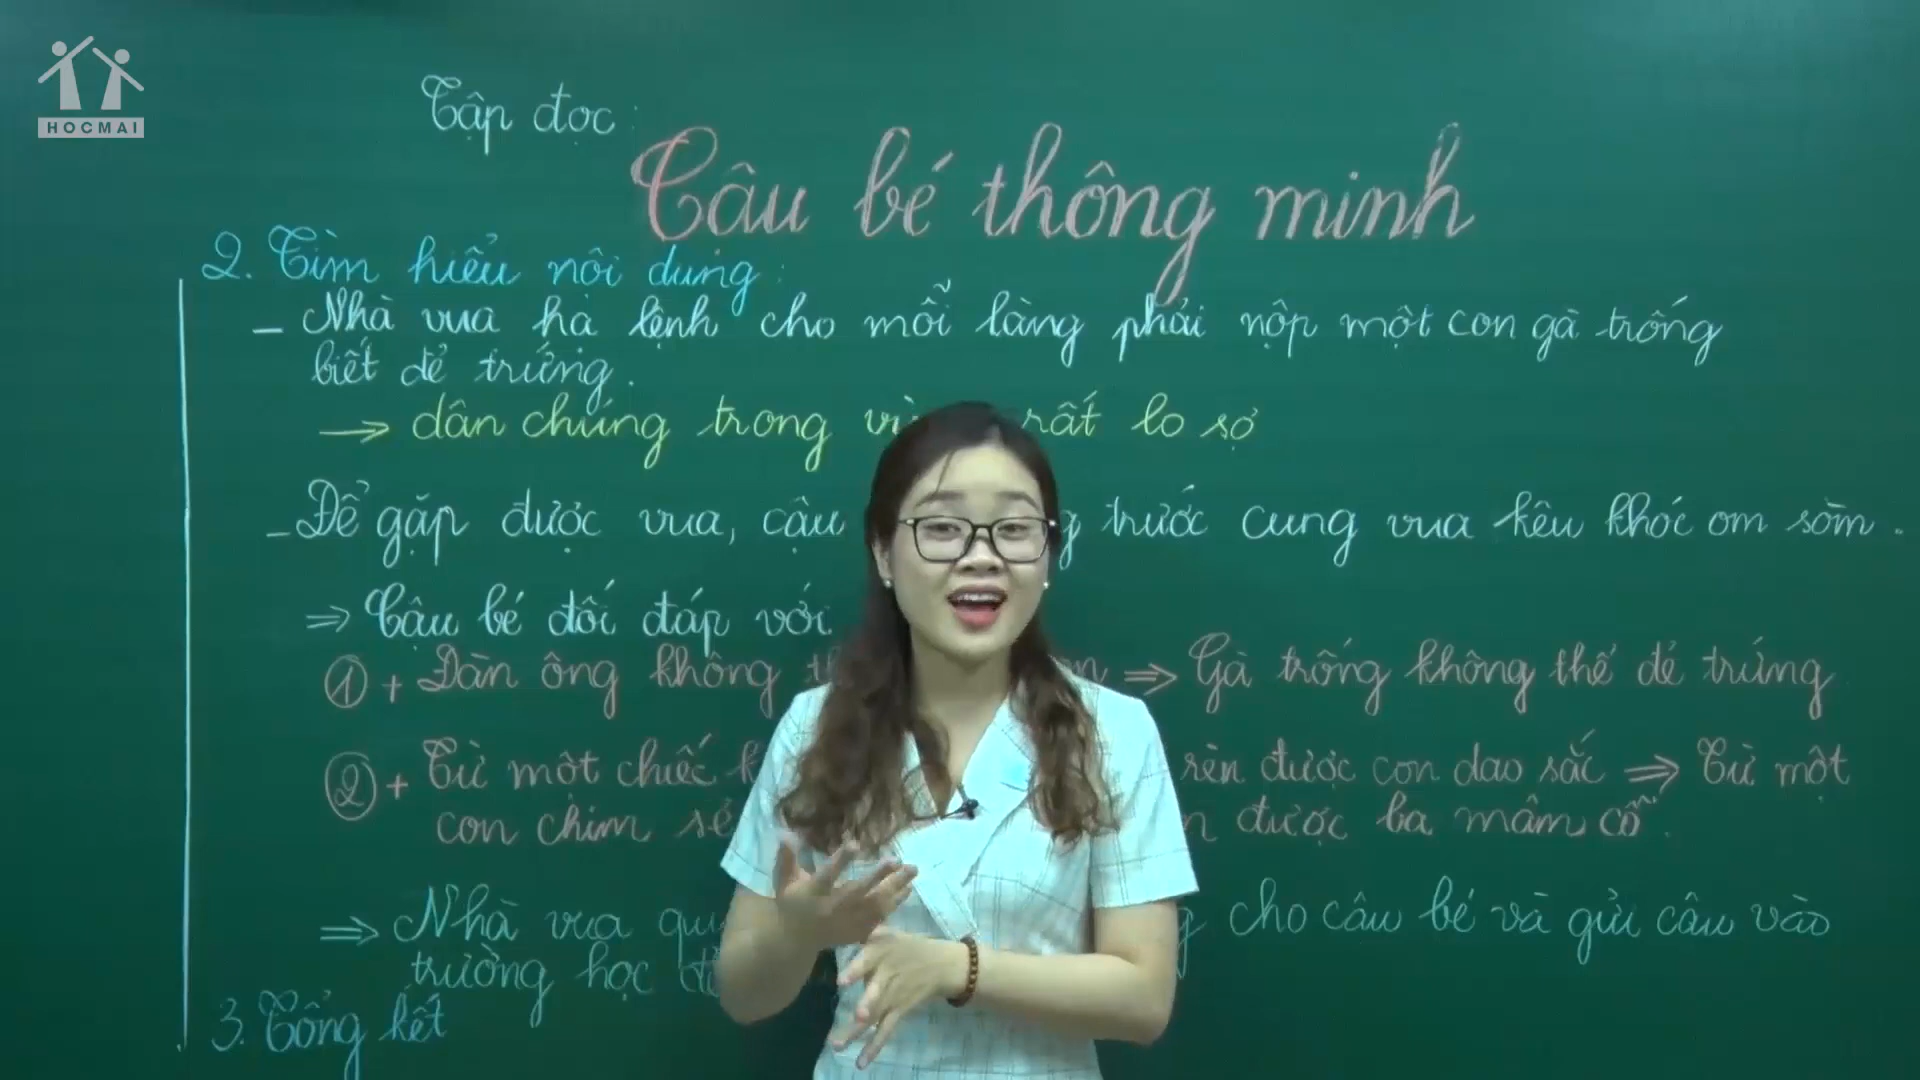 HOCMAI
Tập đọc:
Cậu bé thông minh
2. Tìm hiểu nội dung:
- Nhà vua hạ lệnh cho mỗi làng phải nộp một con gà trống
biết đẻ trứng.
→ dân chúng trong rất lo sợ
- Để gặp được vua, cậu trước cung vua kêu khóc om sòm.
⇒ Cậu bé đối đáp với
① + Đàn ông không ⇒ Gà trống không thể đẻ trứng
② + Từ một chiếc rèn được con dao sắc ⇒ Từ một
con chim sẻ được ba mâm cỗ.
⇒ Nhà vua cho cậu bé và gửi cậu vào
trường học
3. Tổng kết